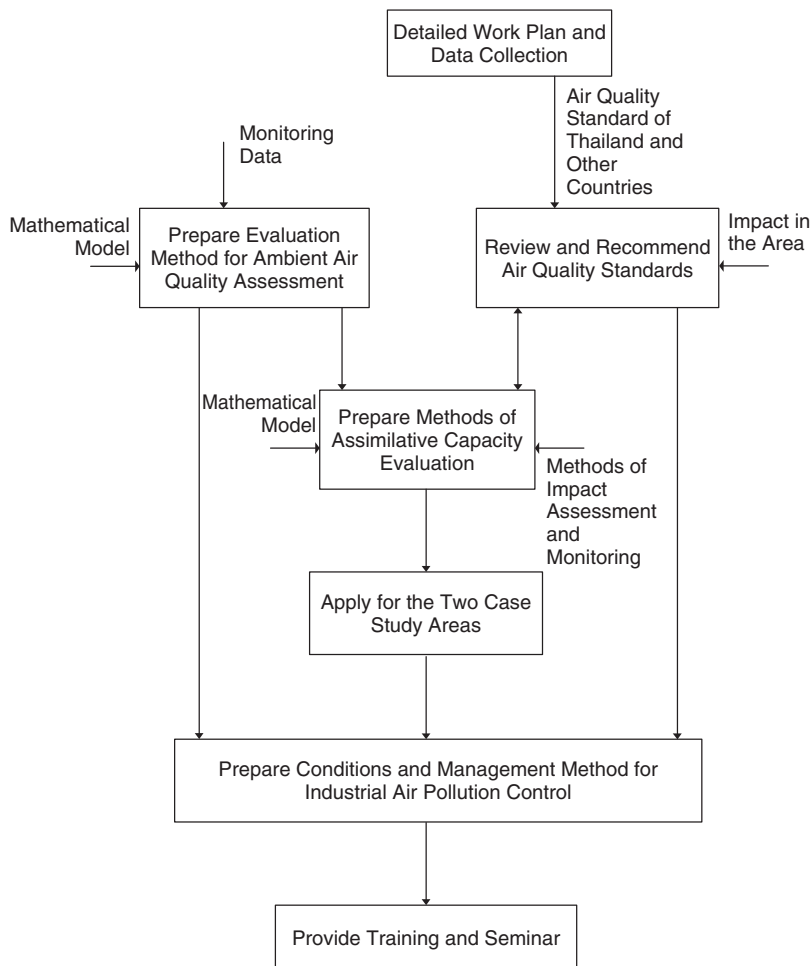 Detailed Work Plan and
Data Collection
Air Quality
Standard of
Thailand and
Other
Countries
Monitoring
Data
Mathematical
Model
Prepare Evaluation
Method for Ambient Air
Quality Assessment
Review and Recommend
Air Quality Standards
Impact in
the Area
Mathematical
Model
Prepare Methods of
Assimilative Capacity
Evaluation
Methods of
Impact
Assessment
and
Monitoring
Apply for the Two Case
Study Areas
Prepare Conditions and Management Method for
Industrial Air Pollution Control
Provide Training and Seminar